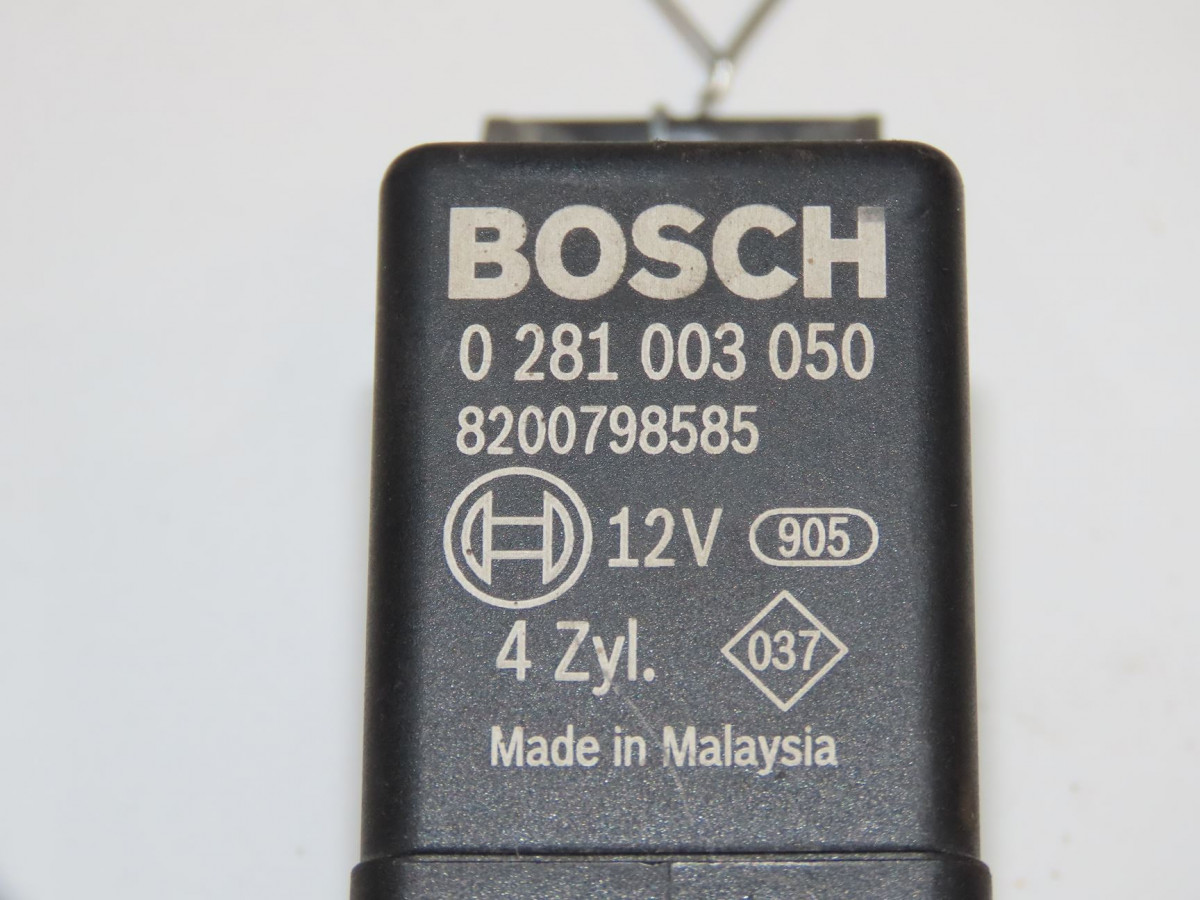 BOSCH
0 281 003 050
8200798585
12V 905
4 Zyl. 037
Made in Malaysia